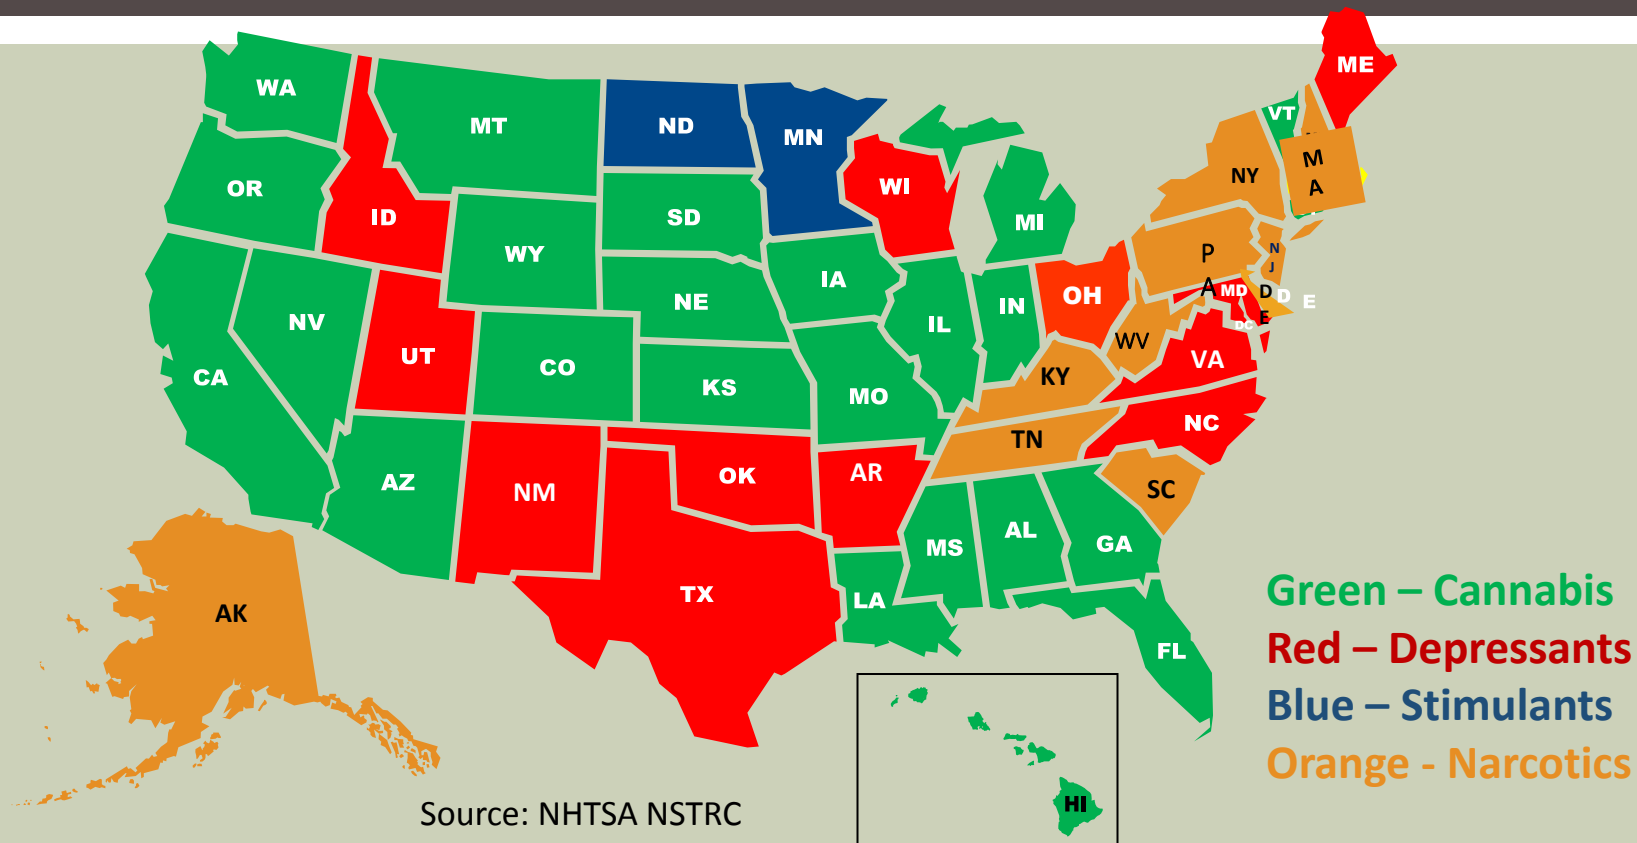 ME
WA
VT
MT
ND
MN
M
A
OR
ID
SD
WI
MI
NY
WY
IA
P
A
N
J
NV
NE
IL
IN
OH
MD
D
E
D E
DC
UT
CO
CA
KS
MO
WV
KY
VA
TN
NC
AZ
NM
OK
AR
SC
MS
AL
GA
TX
LA
AK
FL
HI
Green – Cannabis
Red – Depressants
Blue – Stimulants
Orange - Narcotics
Source: NHTSA NSTRC